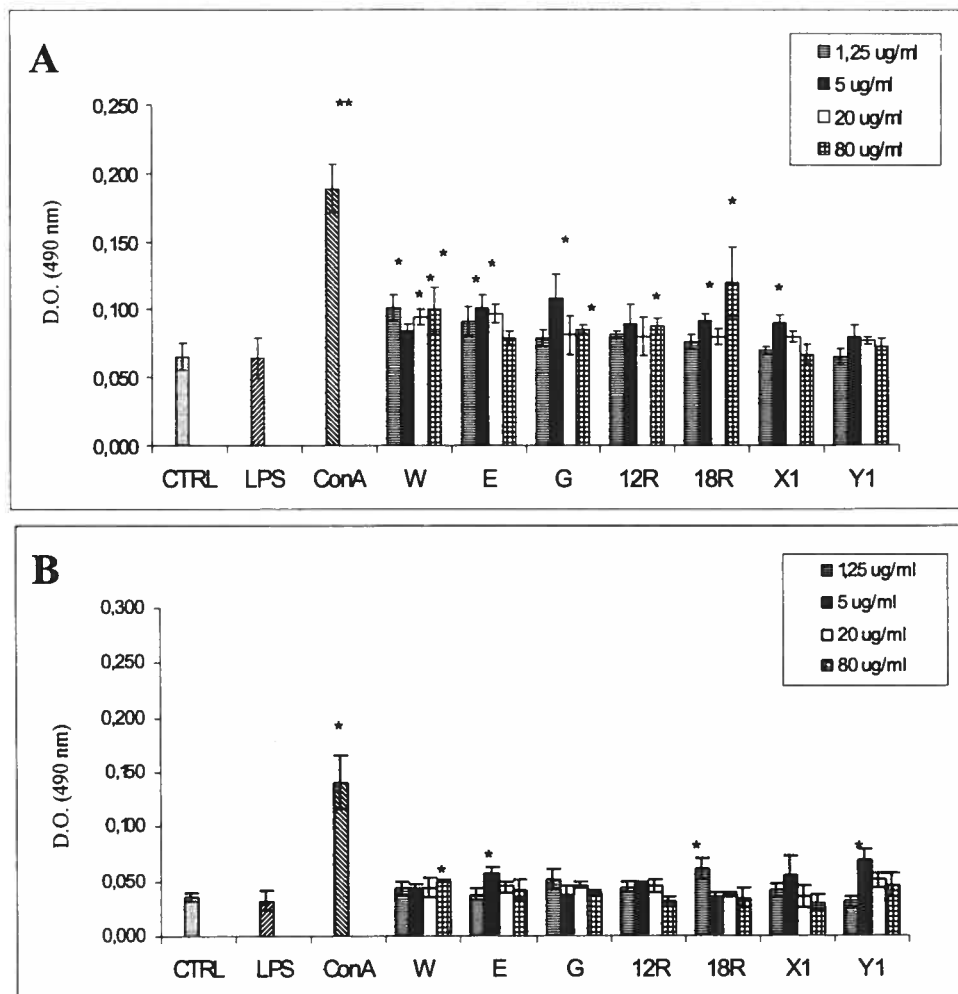 A
1,25 ug/ml
5 ug/ml
20 ug/ml
80 ug/ml
D.O. (490 nm)
0,250
0,200
0,150
0,100
0,050
0,000
**
*
*
*
*
*
*
*
*
*
*
*
*
CTRL LPS ConA W E G 12R 18R X1 Y1
B
1,25 ug/ml
5 ug/ml
20 ug/ml
80 ug/ml
D.O. (490 nm)
0,300
0,250
0,200
0,150
0,100
0,050
0,000
*
*
*
*
*
CTRL LPS ConA W E G 12R 18R X1 Y1